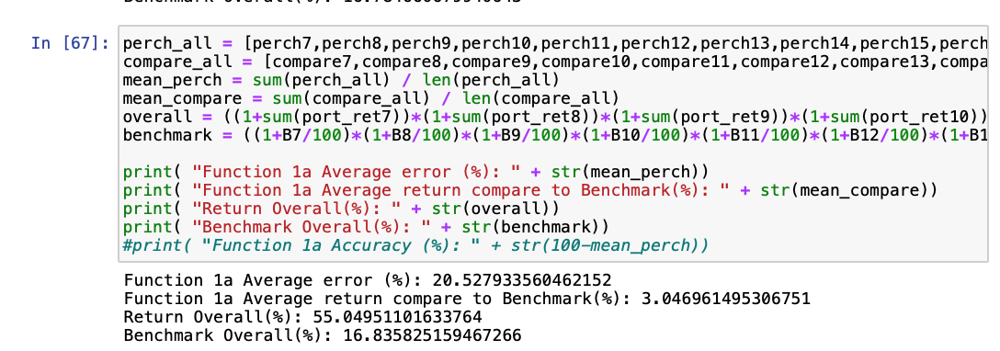 In [67]: perch_all = [perch7,perch8,perch9,perch10,perch11,perch12,perch13,perch14,perch15,perch
compare_all = [compare7,compare8,compare9,compare10,compare11,compare12,compare13,compa
mean_perch = sum(perch_all) / len(perch_all)
mean_compare = sum(compare_all) / len(compare_all)
overall = ((1+sum(port_ret7))*(1+sum(port_ret8))*(1+sum(port_ret9))*(1+sum(port_ret10))
benchmark = ((1+B7/100)*(1+B8/100)*(1+B9/100)*(1+B10/100)*(1+B11/100)*(1+B12/100)*(1+B1
print( "Function 1a Average error (%): " + str(mean_perch))
print( "Function 1a Average return compare to Benchmark(%): " + str(mean_compare))
print( "Return Overall(%): " + str(overall))
print( "Benchmark Overall(%): " + str(benchmark))
#print( "Function 1a Accuracy (%): " + str(100-mean_perch))
Function 1a Average error (%): 20.527933560462152
Function 1a Average return compare to Benchmark(%): 3.046961495306751
Return Overall(%): 55.04951101633764
Benchmark Overall(%): 16.835825159467266